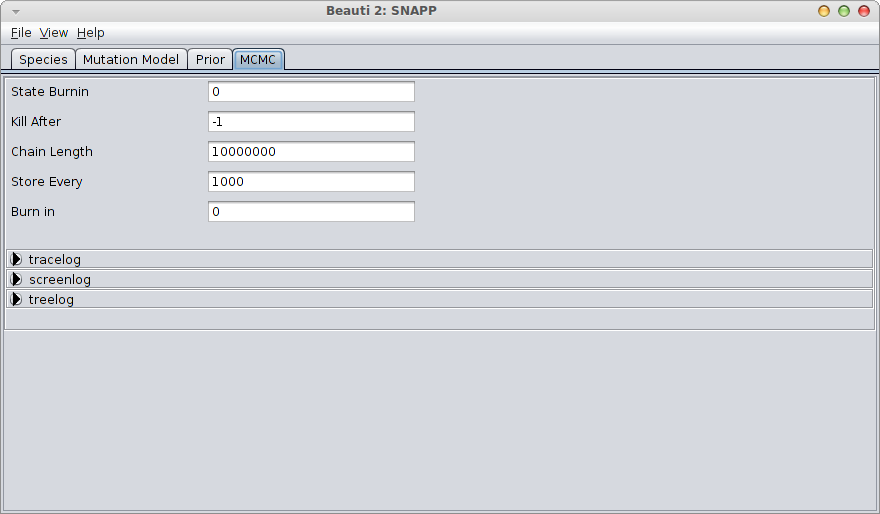 Beauti 2: SNAPP
File View Help
Species Mutation Model Prior MCMC
State Burnin 0
Kill After -1
Chain Length 10000000
Store Every 1000
Burn in 0
tracelog
screenlog
treelog